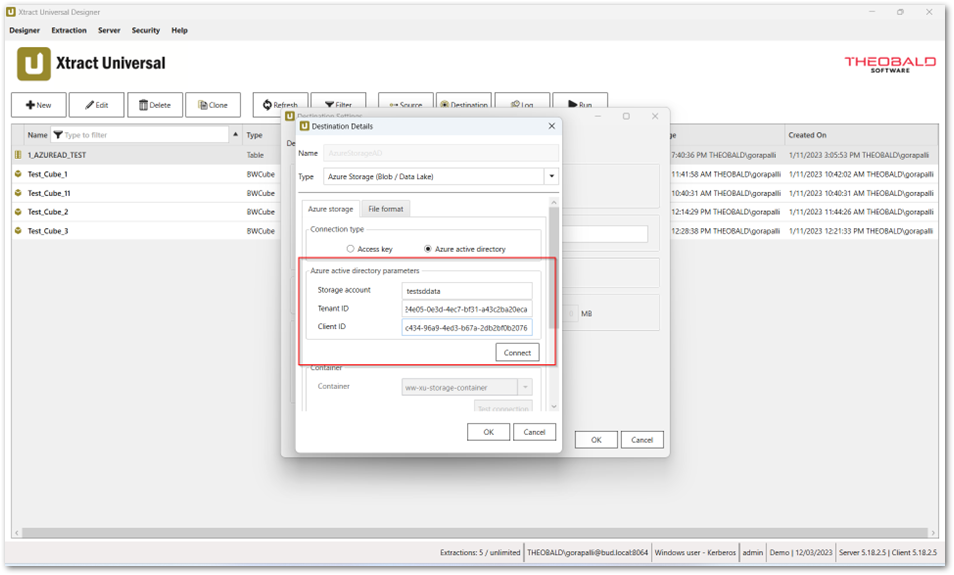 Xtract Universal Designer
Designer Extraction Server Security Help
Xtract Universal
THEOBALD
SOFTWARE
New Edit Delete Clone Refresh Filter Source Destination Log Run
Destination Settings
Destination Details
Name Type to filter Type Created On
1_AZUREAD_TEST Table 7:40:36 PM THEOBALD\gorapalli 1/11/2023 3:05:53 PM THEOBALD\gorapalli
Test_Cube_1 BWCube 11:41:58 AM THEOBALD\gorapalli 1/11/2023 10:42:02 AM THEOBALD\gorapalli
Test_Cube_11 BWCube 10:40:31 AM THEOBALD\gorapalli 1/11/2023 10:40:31 AM THEOBALD\gorapalli
Test_Cube_2 BWCube 12:14:29 PM THEOBALD\gorapalli 1/11/2023 11:44:26 AM THEOBALD\gorapalli
Test_Cube_3 BWCube 12:28:38 PM THEOBALD\gorapalli 1/11/2023 12:21:33 PM THEOBALD\gorapalli
Name AzureStorageAD
Type Azure Storage (Blob / Data Lake)
Azure storage File format
Connection type
Access key Azure active directory
Azure active directory parameters
Storage account testsddata
Tenant ID 24e05-0e3d-4ec7-bf31-a43c2ba20eca
Client ID c434-96a9-4ed3-b67a-2db2bf0b2076
MB
Connect
Container
Container ww-xu-storage-container
Test connection
OK Cancel
OK Cancel
Extractions: 5 / unlimited THEOBALD\gorapalli@bud.local:8064 Windows user - Kerberos admin Demo | 12/03/2023 Server 5.18.2.5 | Client 5.18.2.5